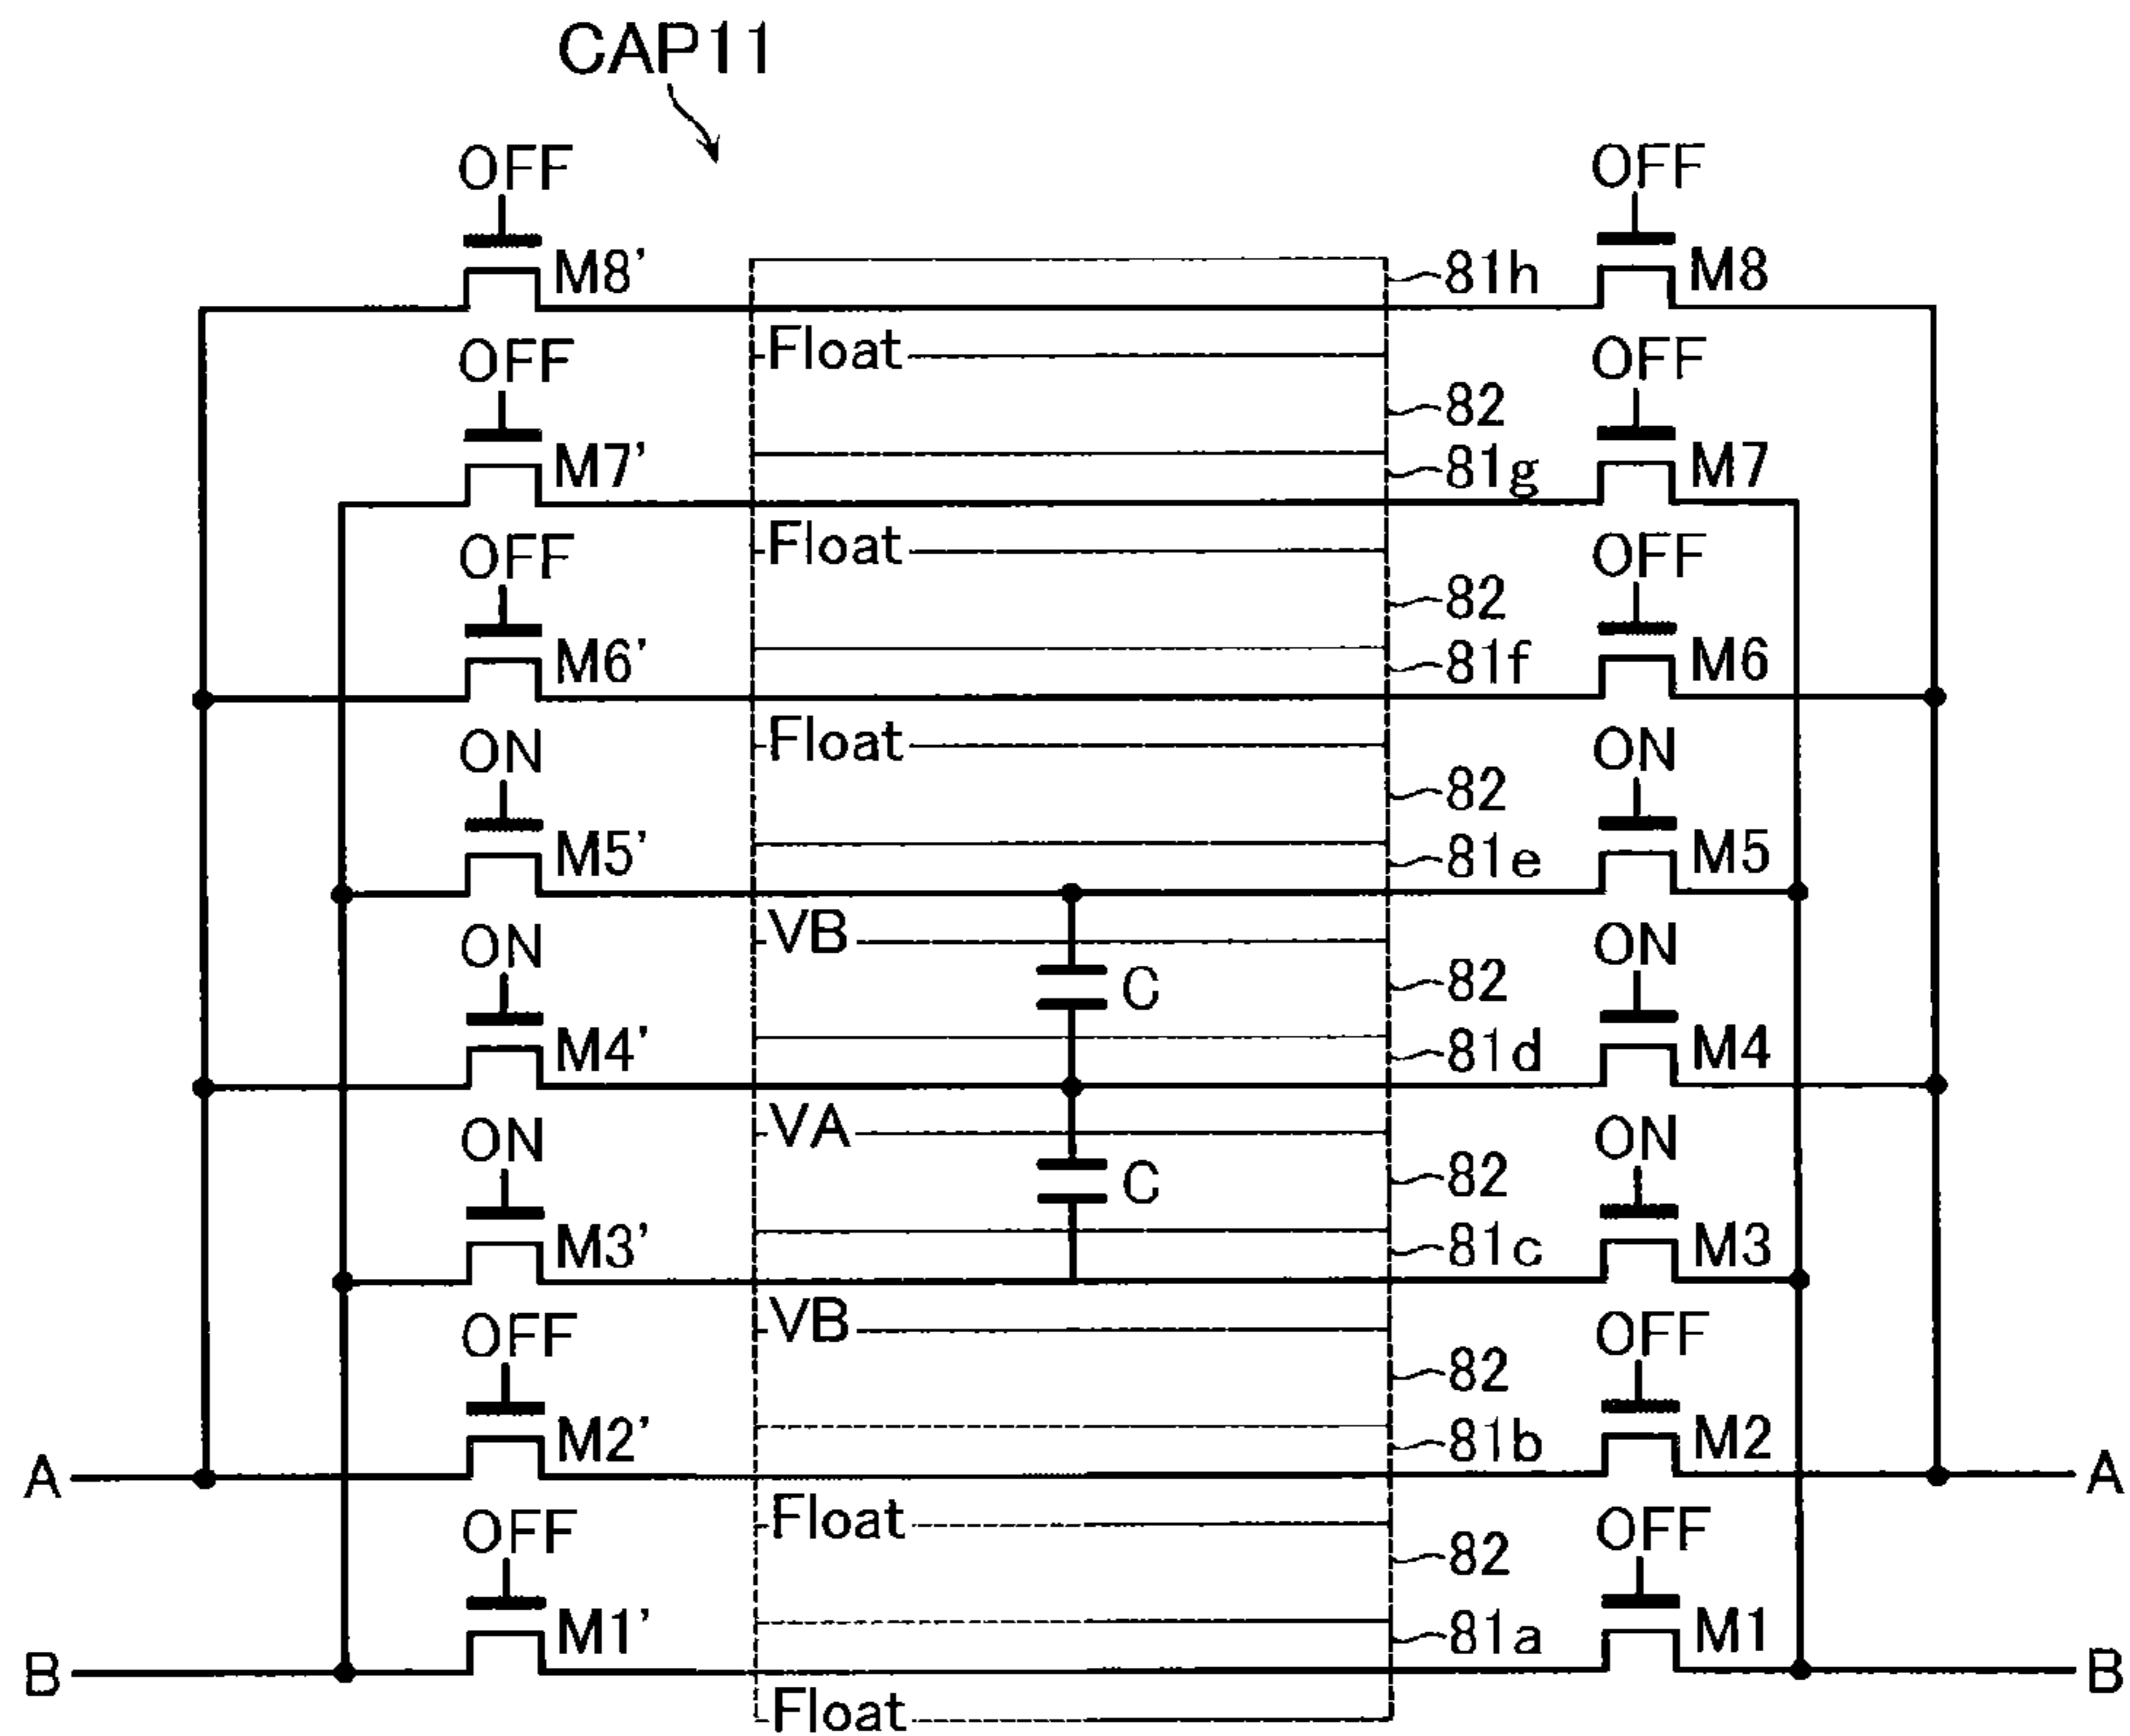 CAP11
OFF OFF
M8' 81h M8
Float
OFF OFF
82
M7' 81g M7
Float
OFF OFF
82
M6' 81f M6
Float
ON ON
82
M5' 81e M5
VB
ON ON
C 82
M4' 81d M4
VA
ON ON
C 82
M3' 81c M3
VB
OFF OFF
82
M2' 81b M2
A A
Float
OFF OFF
82
M1' 81a M1
B B
Float